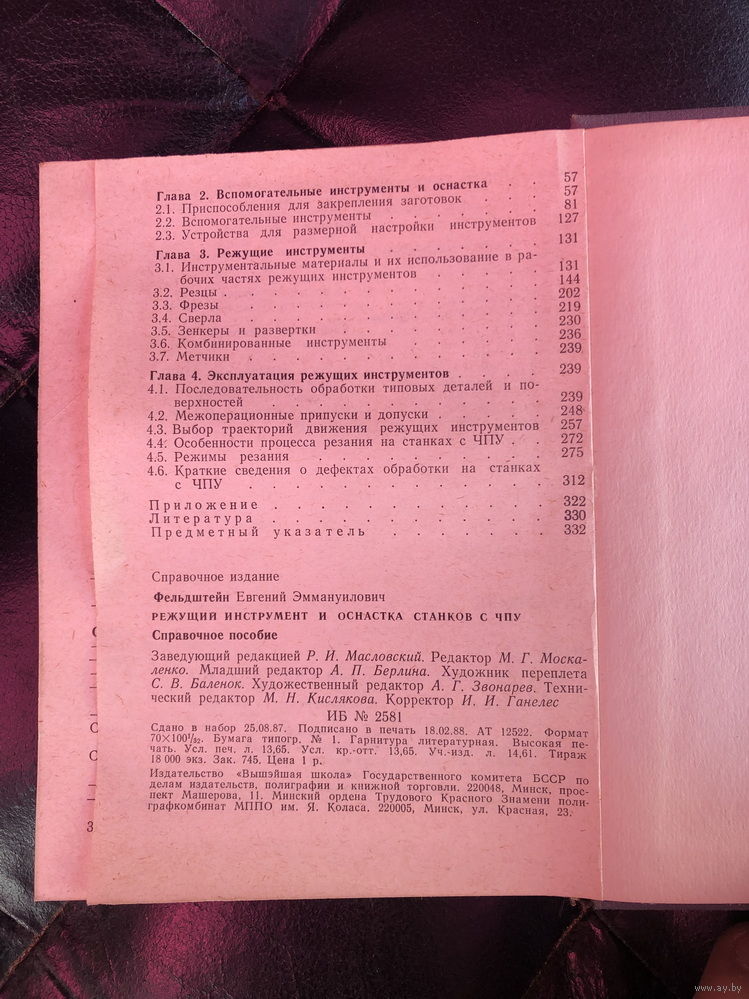 Глава 2. Вспомогательные инструменты и оснастка . . 57
2.1. Приспособления для закрепления заготовок . . . 57
2.2. Вспомогательные инструменты . . . . . . . 81
2.3. Устройства для размерной настройки инструментов 127
Глава 3. Режущие инструменты . . . . . . . 131
3.1. Инструментальные материалы и их использование в ра-
бочих частях режущих инструментов . . . . . 131
3.2. Резцы . . . . . . . . . . . . . 144
3.3. Фрезы . . . . . . . . . . . . . 202
3.4. Сверла . . . . . . . . . . . . . 219
3.5. Зенкеры и развертки . . . . . . . . . 230
3.6. Комбинированные инструменты . . . . . . 236
3.7. Метчики . . . . . . . . . . . . . 239
Глава 4. Эксплуатация режущих инструментов . . . . 239
4.1. Последовательность обработки типовых деталей и по-
верхностей . . . . . . . . . . . 239
4.2. Межоперационные припуски и допуски . . . . . 248
4.3. Выбор траекторий движения режущих инструментов 257
4.4. Особенности процесса резания на станках с ЧПУ . . 272
4.5. Режимы резания . . . . . . . . . . 275
4.6. Краткие сведения о дефектах обработки на станках
с ЧПУ . . . . . . . . . . . . 312
Приложение . . . . . . . . . . . 322
Литература . . . . . . . . . . . 330
Предметный указатель . . . . . . . 332
Справочное издание
Фельдштейн Евгений Эммануилович
РЕЖУЩИЙ ИНСТРУМЕНТ И ОСНАСТКА СТАНКОВ С ЧПУ
Справочное пособие
Заведующий редакцией Р. И. Масловский. Редактор М. Г. Моска-
ленко. Младший редактор А. П. Берлина. Художник переплета
С. В. Баленок. Художественный редактор А. Г. Звонарев. Техни-
ческий редактор М. Н. Кислякова. Корректор И. И. Ганелес
ИБ № 2581
Сдано в набор 25.08.87. Подписано в печать 18.02.88. АТ 12522. Формат
70×100¹/₃₂. Бумага типогр. № 1. Гарнитура литературная. Высокая пе-
чать. Усл. печ. л. 13,65. Усл. кр.-отт. 13,65. Уч.-изд. л. 14,61. Тираж
18 000 экз. Зак. 745. Цена 1 р.
Издательство «Вышэйшая школа» Государственного комитета БССР по
делам издательств, полиграфии и книжной торговли. 220048, Минск, прос-
пект Машерова, 11. Минский ордена Трудового Красного Знамени поли-
графкомбинат МППО им. Я. Коласа. 220005, Минск, ул. Красная, 23.
www.ay.by